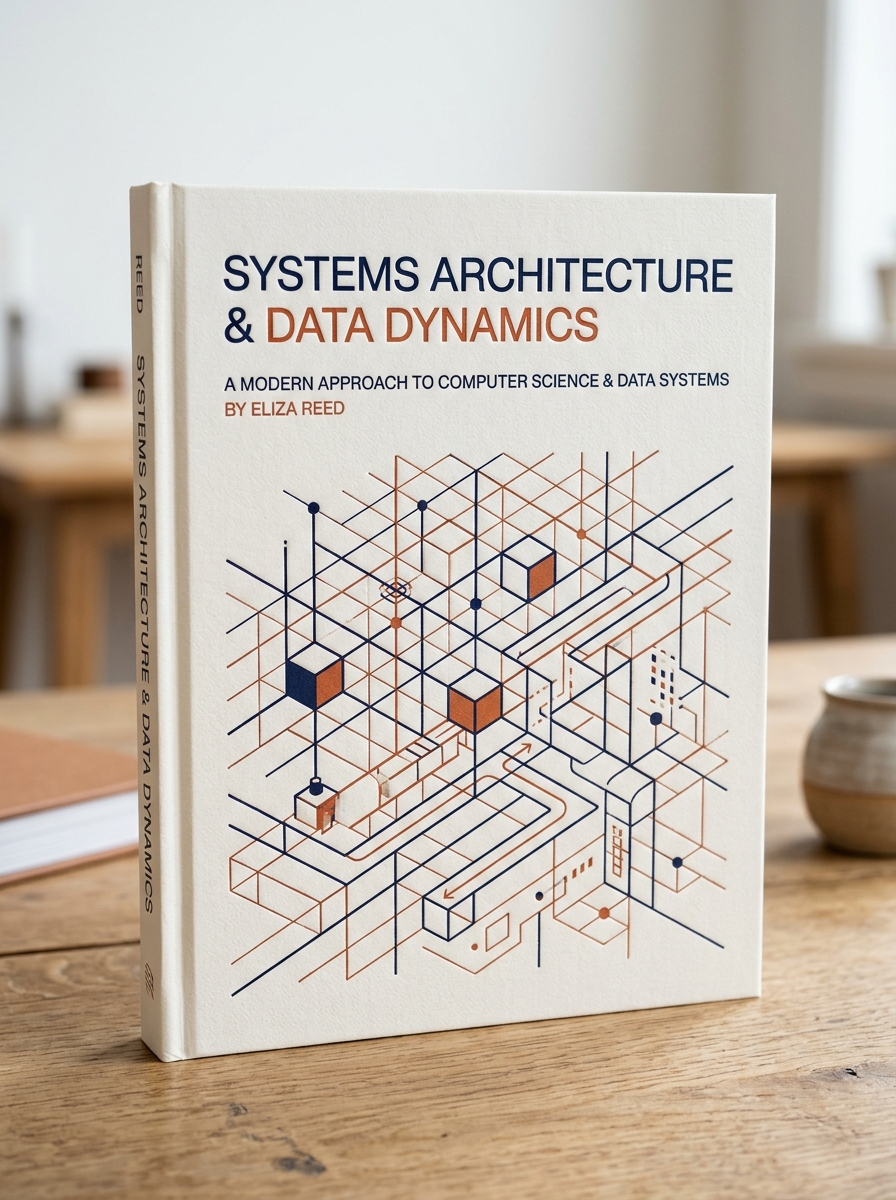 SYSTEMS ARCHITECTURE
& DATA DYNAMICS
A MODERN APPROACH TO COMPUTER SCIENCE & DATA SYSTEMS
BY ELIZA REED
REED
SYSTEMS ARCHITECTURE & DATA DYNAMICS